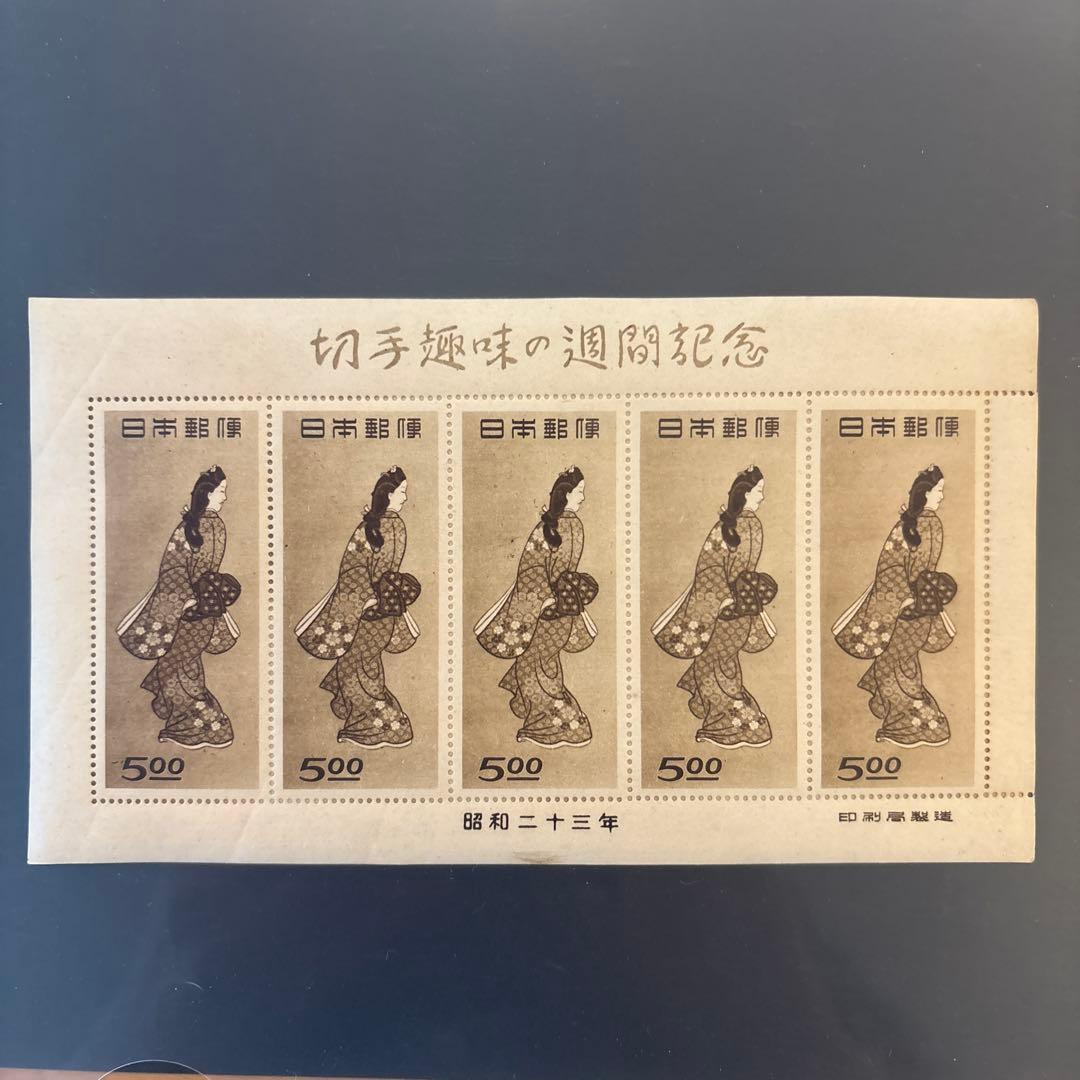 切手趣味の週間記念
日本郵便 日本郵便 日本郵便 日本郵便 日本郵便
5.00 5.00 5.00 5.00 5.00
昭和二十三年 印刷局製造